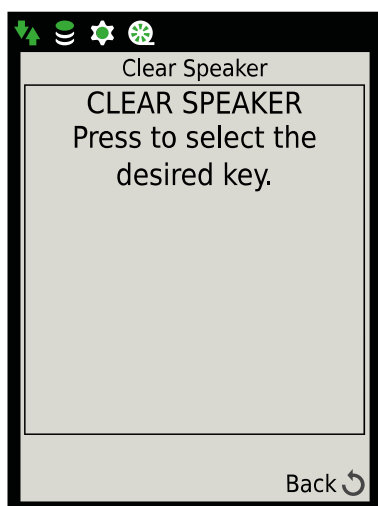 Clear Speaker
CLEAR SPEAKER
Press to select the
desired key.
Back